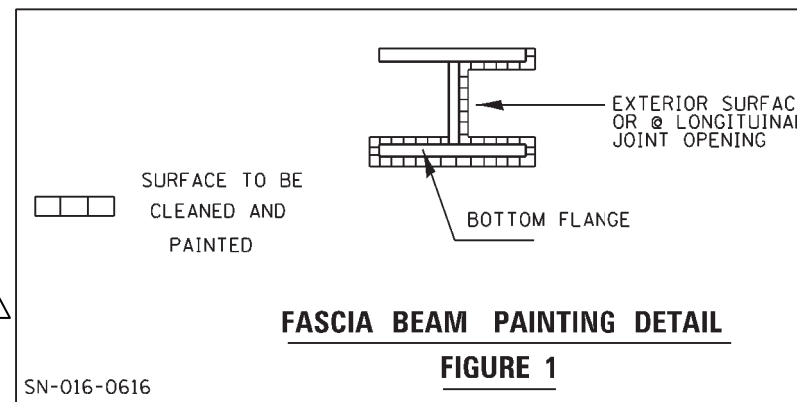 EXTERIOR SURFAC
OR @ LONGITUINAL
JOINT OPENING
SURFACE TO BE
CLEANED AND
PAINTED
BOTTOM FLANGE
FASCIA BEAM PAINTING DETAIL
FIGURE 1
SN-016-0616